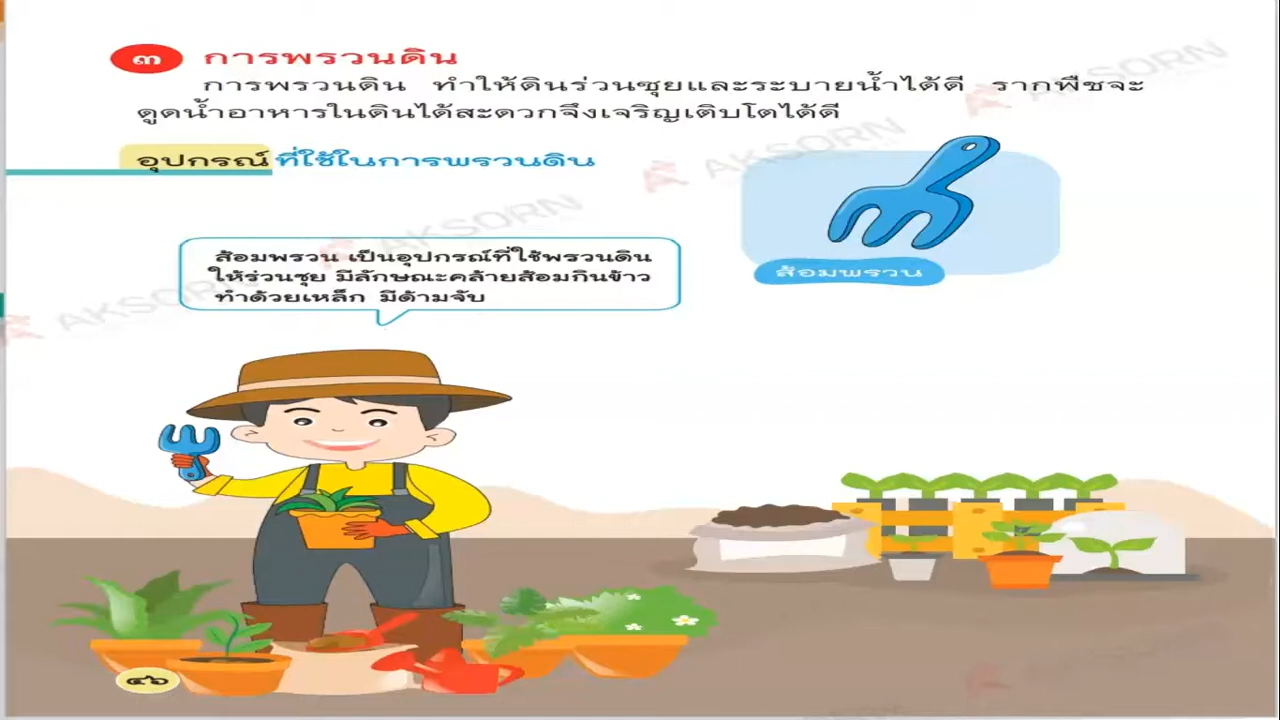 ๓ การพรวนดิน
การพรวนดิน ทำให้ดินร่วนซุยและระบายน้ำได้ดี รากพืชจะ
ดูดน้ำอาหารในดินได้สะดวกจึงเจริญเติบโตได้ดี
อุปกรณ์ที่ใช้ในการพรวนดิน
ส้อมพรวน
ส้อมพรวน เป็นอุปกรณ์ที่ใช้พรวนดิน
ให้ร่วนซุย มีลักษณะคล้ายส้อมกินข้าว
ทำด้วยเหล็ก มีด้ามจับ
๔๖
AKSORN
AKSORN
AKSORN
AKSORN
AKSORN